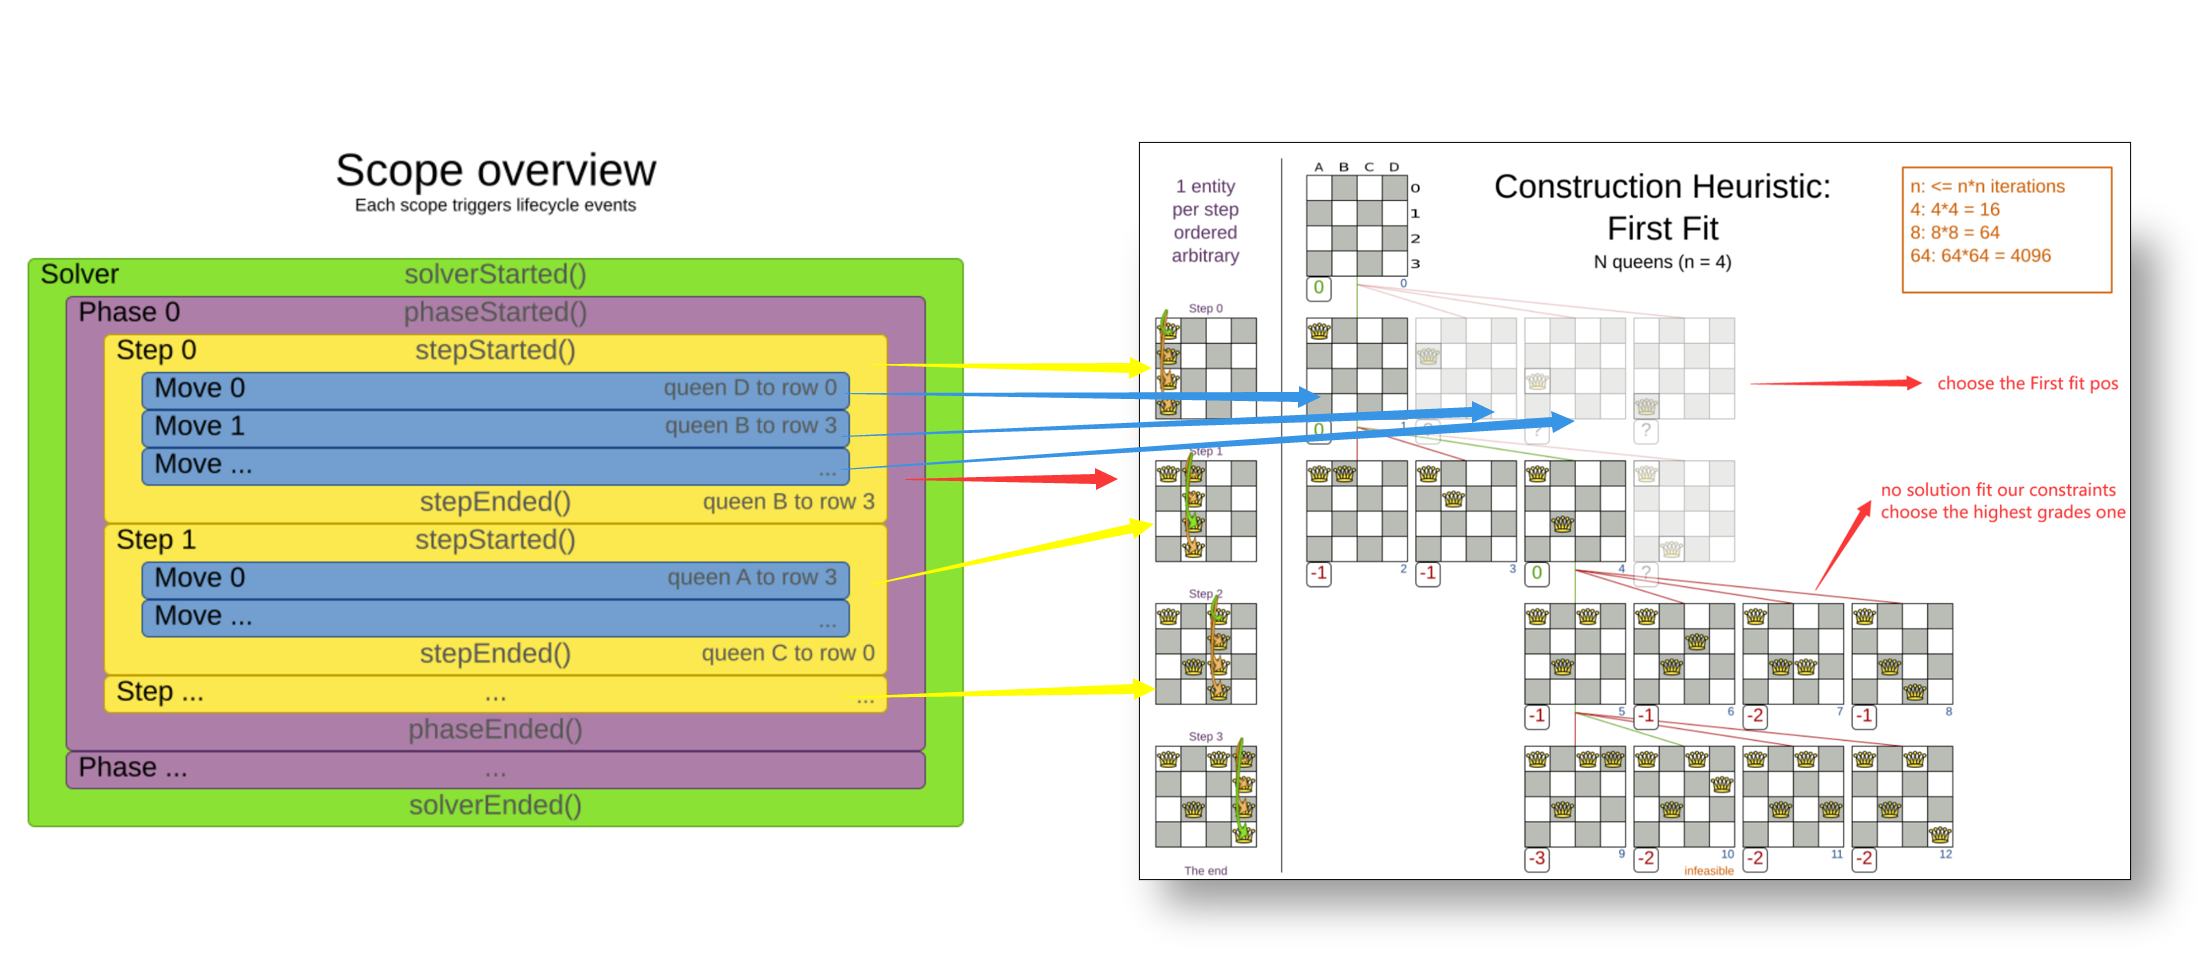 Scope overview
Each scope triggers lifecycle events
Solver solverStarted()
Phase 0 phaseStarted()
Step 0 stepStarted()
Move 0 queen D to row 0
Move 1 queen B to row 3
Move ... ...
stepEnded() queen B to row 3
Step 1 stepStarted()
Move 0 queen A to row 3
Move ... ...
stepEnded() queen C to row 0
Step ... ... ...
phaseEnded()
Phase ... ...
solverEnded()
1 entity
per step
ordered
arbitrary
A B C D
0
1
2
3
0 0
Construction Heuristic:
First Fit
N queens (n = 4)
n: <= n*n iterations
4: 4*4 = 16
8: 8*8 = 64
64: 64*64 = 4096
Step 0
choose the First fit pos
0 1 ? ? ?
Step 1
no solution fit our constraints
choose the highest grades one
-1 2 -1 3 0 4 ?
Step 2
-1 5 -1 6 -2 7 -1 8
Step 3
-3 9 -2 10 -2 11 -2 12
infeasible
The end